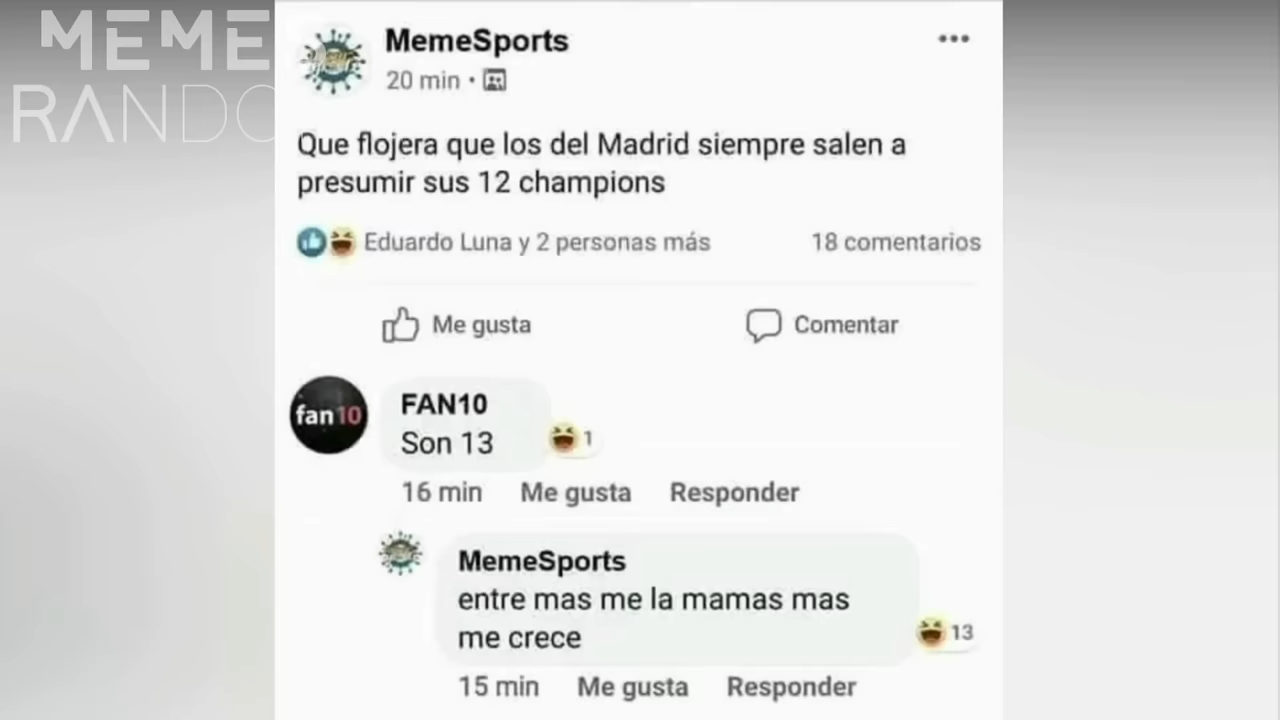 MEME
RANDO
MemeSports
20 min •
Que flojera que los del Madrid siempre salen a
presumir sus 12 champions
Eduardo Luna y 2 personas más 18 comentarios
Me gusta Comentar
fan10
FAN10
Son 13
1
16 min Me gusta Responder
MemeSports
entre mas me la mamas mas
me crece
13
15 min Me gusta Responder